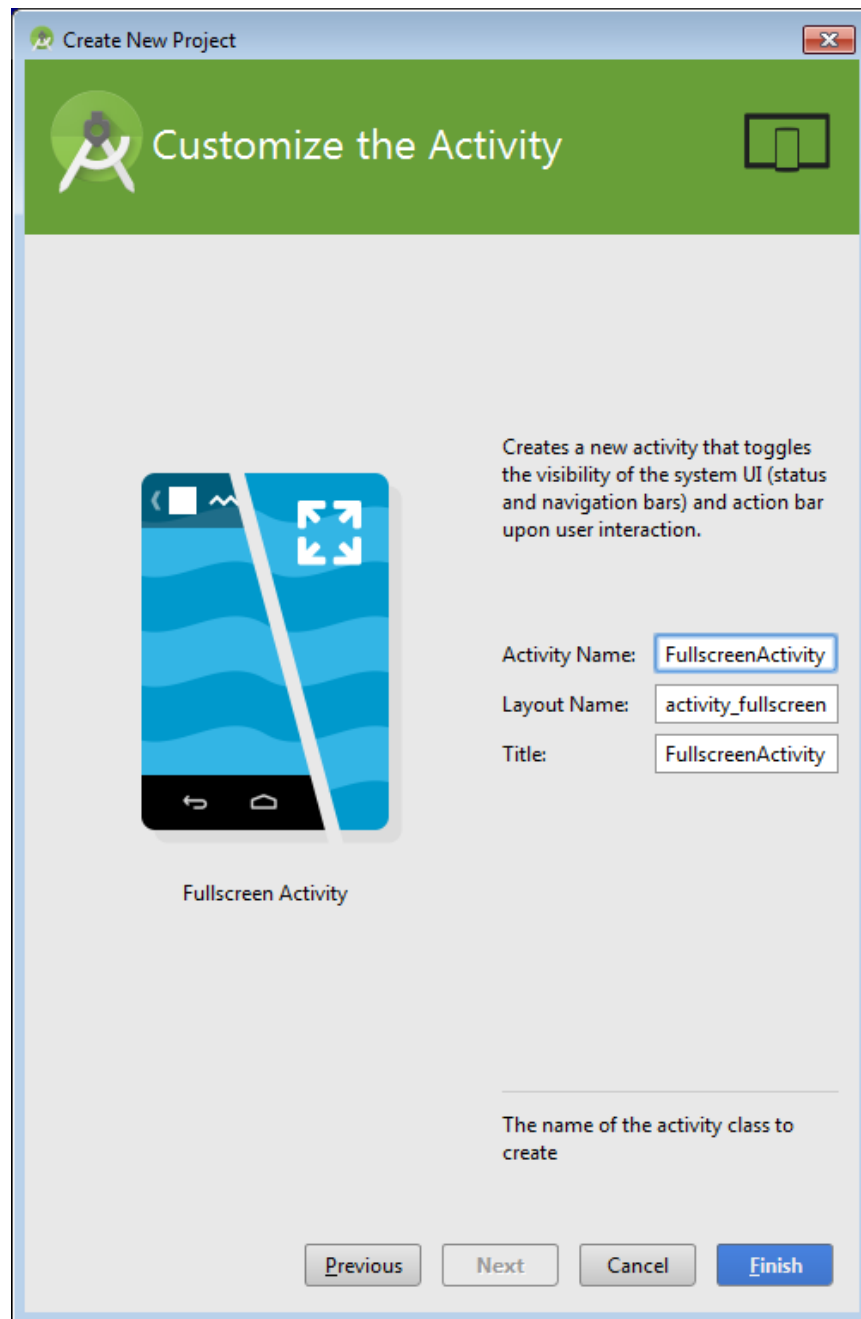 Create New Project
Customize the Activity
Creates a new activity that toggles
the visibility of the system UI (status
and navigation bars) and action bar
upon user interaction.
Activity Name: FullscreenActivity
Layout Name: activity_fullscreen
Title: FullscreenActivity
Fullscreen Activity
The name of the activity class to
create
Previous Next Cancel Finish